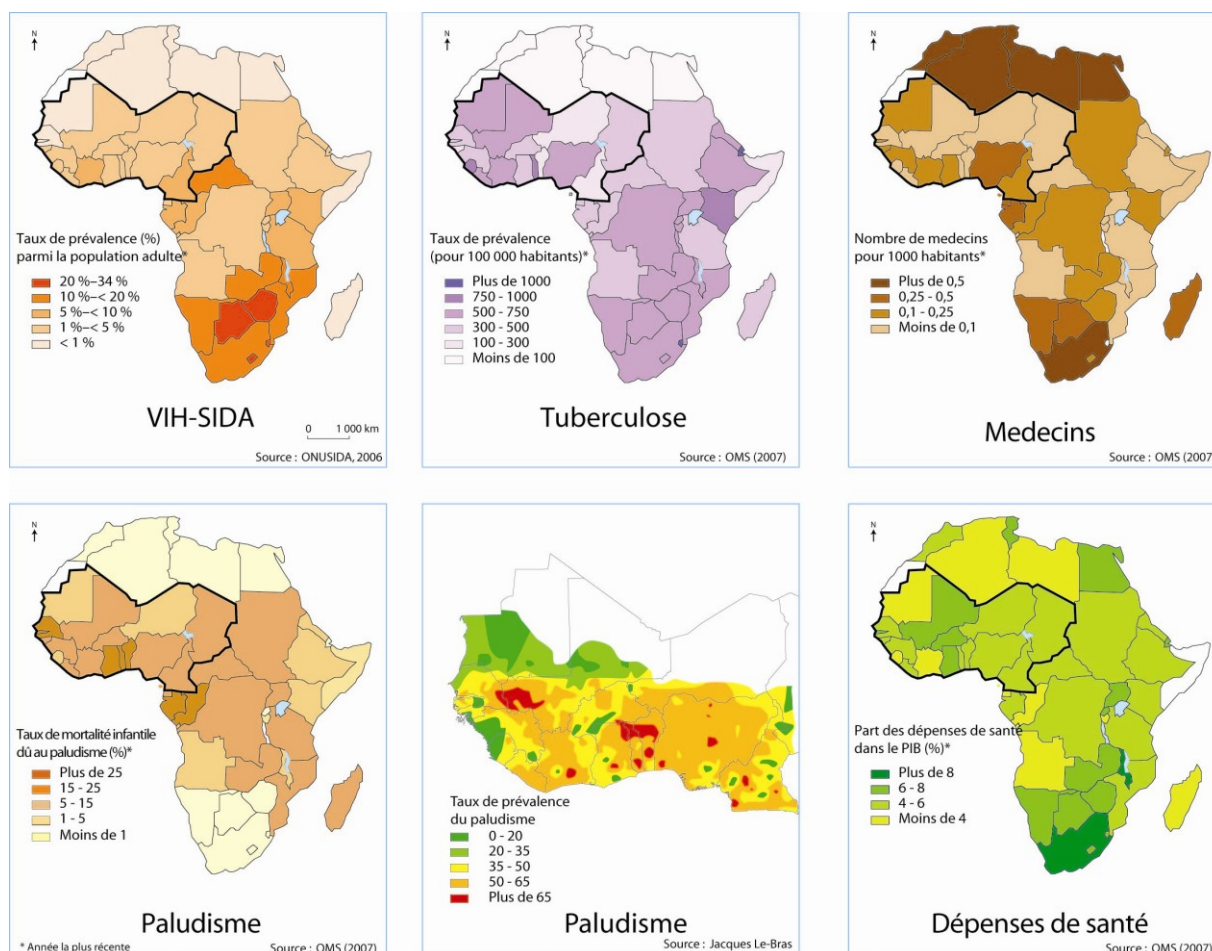 N
Taux de prévalence (%)
parmi la population adulte*
20 %–34 %
10 %–< 20 %
5 %–< 10 %
1 %–< 5 %
< 1 %
VIH-SIDA
0 1 000 km
Source : ONUSIDA, 2006
N
Taux de prévalence
(pour 100 000 habitants)*
Plus de 1000
750 - 1000
500 - 750
300 - 500
100 - 300
Moins de 100
Tuberculose
Source : OMS (2007)
N
Nombre de medecins
pour 1000 habitants*
Plus de 0,5
0,25 - 0,5
0,1 - 0,25
Moins de 0,1
Medecins
Source : OMS (2007)
N
Taux de mortalité infantile
dû au paludisme (%)*
Plus de 25
15 - 25
5 - 15
1 - 5
Moins de 1
Paludisme
* Année la plus récente
Source : OMS (2007)
Taux de prévalence
du paludisme
0 - 20
20 - 35
35 - 50
50 - 65
Plus de 65
Paludisme
Source : Jacques Le-Bras
N
Part des dépenses de santé
dans le PIB (%)*
Plus de 8
6 - 8
4 - 6
Moins de 4
Dépenses de santé
Source : OMS (2007)